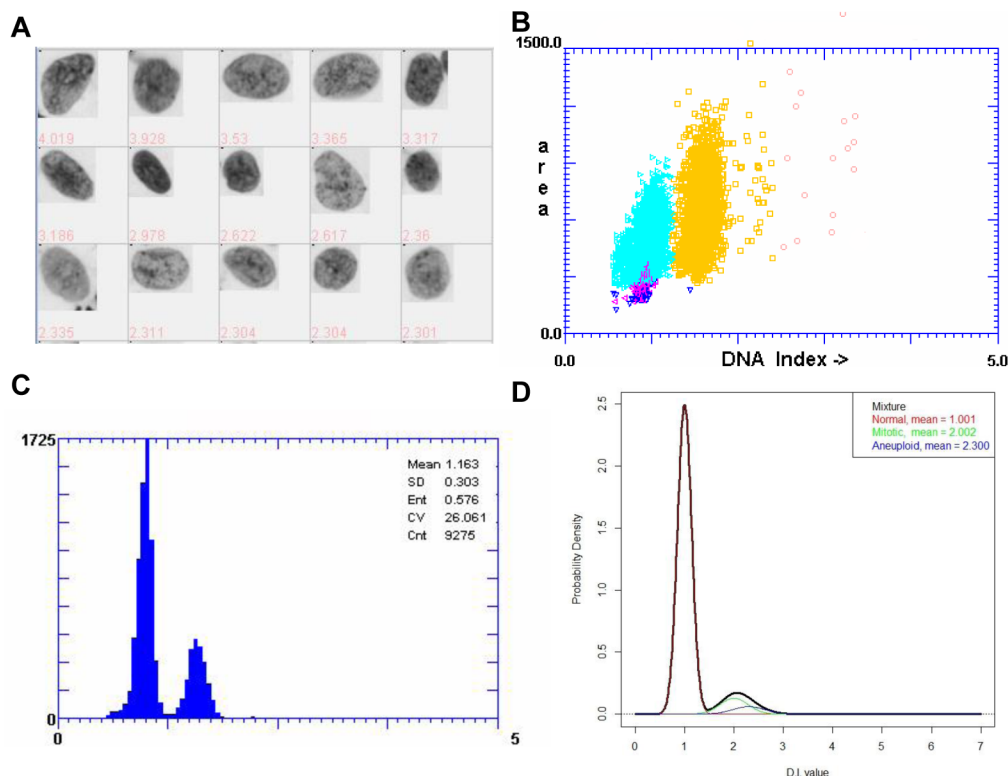 A
4.019 3.928 3.53 3.365 3.317
3.186 2.978 2.622 2.617 2.36
2.335 2.311 2.304 2.304 2.301
B
1500.0
area
0.0
0.0 DNA Index -> 5.0
C
1725
Mean 1.163
SD 0.303
Ent 0.576
CV 26.061
Cnt 9275
0
0 5
D
Mixture
Normal, mean = 1.001
Mitotic, mean = 2.002
Aneuploid, mean = 2.300
Probability Density
2.5
2.0
1.5
1.0
0.5
0.0
0 1 2 3 4 5 6 7
D.I. value